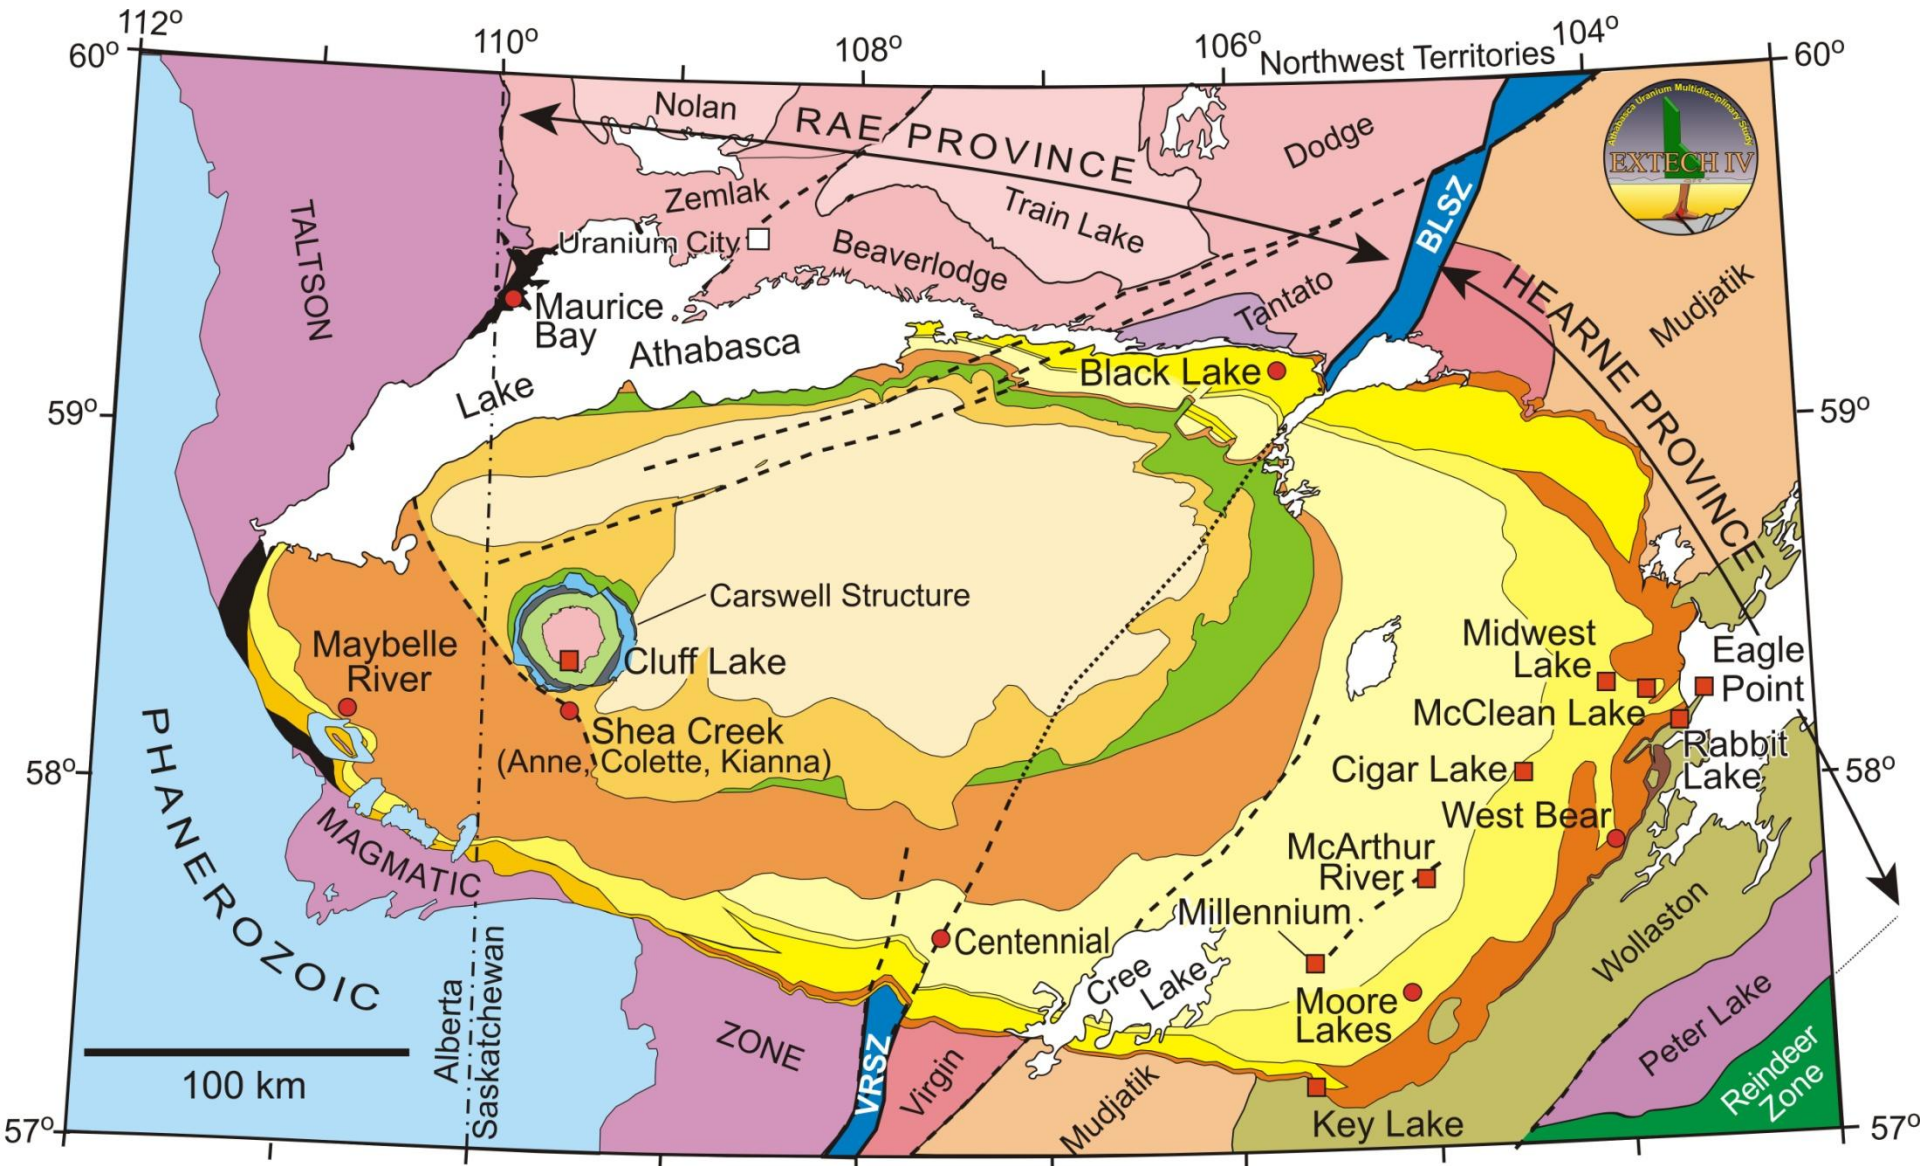 112°
110°
108°
106°
104°
60°
60°
Northwest Territories
Nolan
RAE PROVINCE
Dodge
Athabasca Uranium Multidisciplinary Study
EXTECH IV
Zemlak
Train Lake
BLSZ
TALTSON
Uranium City
Beaverlodge
Tantato
HEARNE PROVINCE
Mudjatik
Maurice
Bay
Lake
Athabasca
Black Lake
59°
59°
Carswell Structure
Maybelle
River
Cluff Lake
Midwest
Lake
Eagle
Point
Shea Creek
(Anne, Colette, Kianna)
McClean Lake
Rabbit
Lake
58°
58°
Cigar Lake
PHANEROZOIC
MAGMATIC
West Bear
McArthur
River
Millennium
Wollaston
Centennial
Cree
Lake
Moore
Lakes
Alberta
Saskatchewan
ZONE
VRSZ
Virgin
Mudjatik
Peter Lake
Reindeer
Zone
100 km
Key Lake
57°
57°